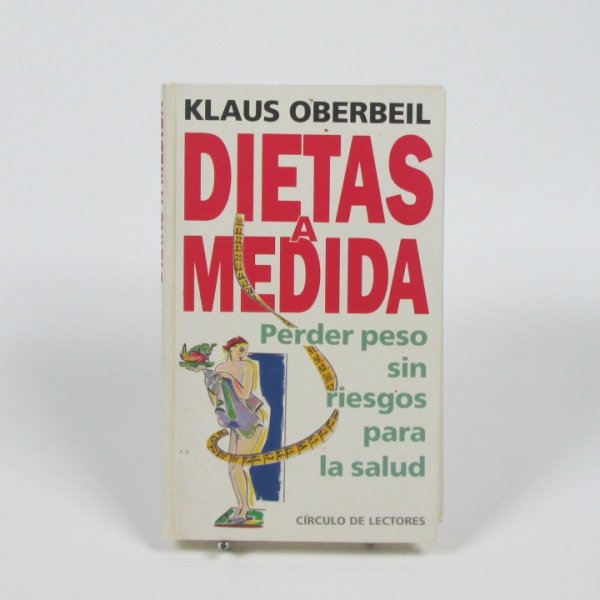 KLAUS OBERBEIL
DIETAS
A
MEDIDA
Perder peso
sin
riesgos
para
la salud
CÍRCULO DE LECTORES